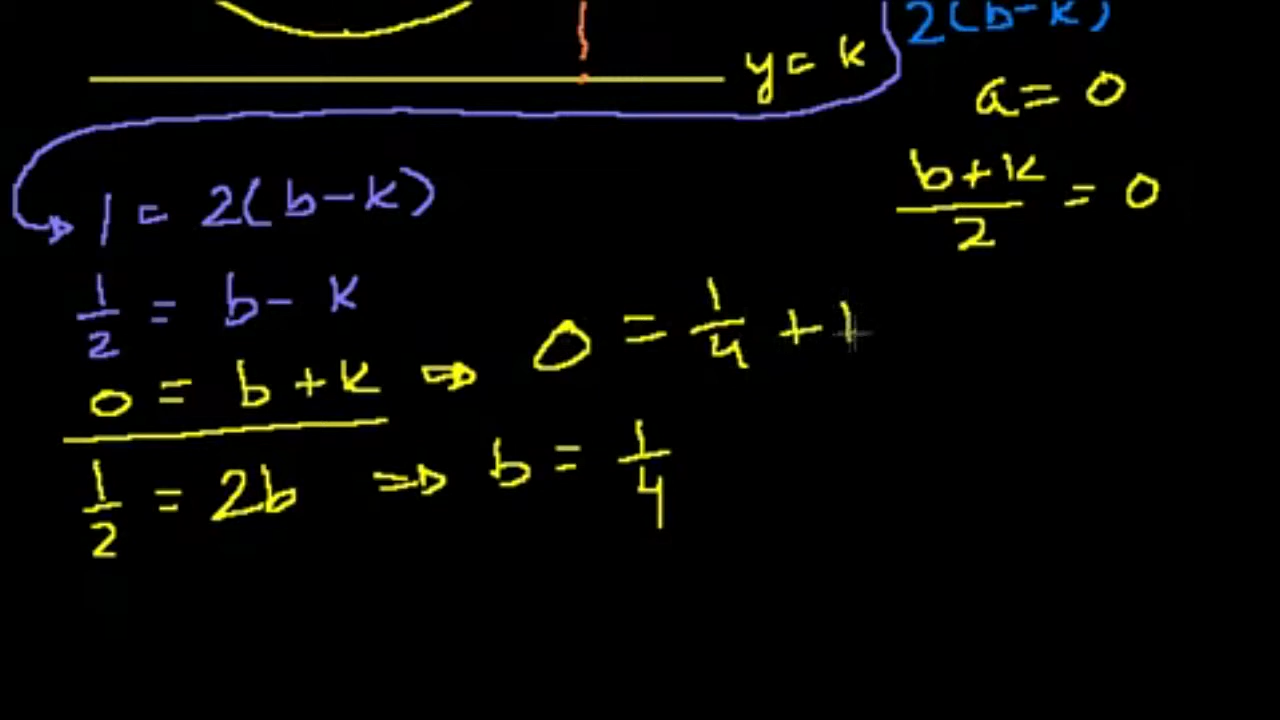 2(b-k)
y = k
a = 0
b+k
2
= 0
1 = 2(b-k)
1/2 = b - k
0 = b + k ⇒ 0 = 1/4 +
1/2 = 2b ⇒ b = 1/4